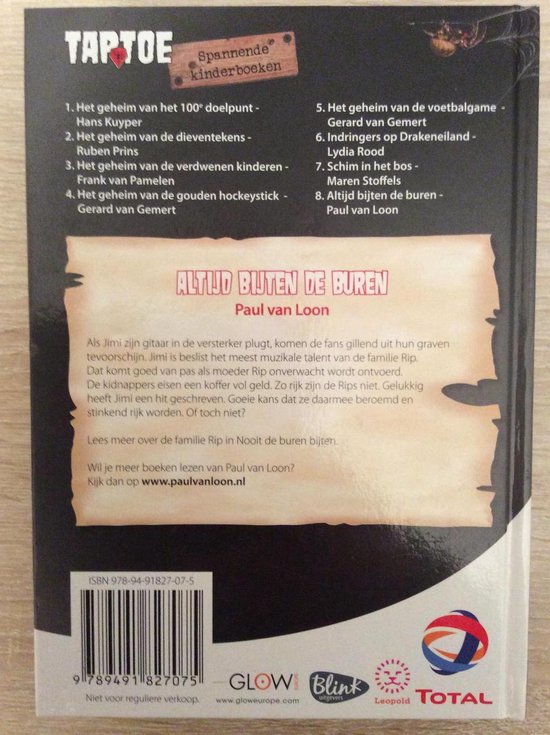 TAPTOE
Spannende
kinderboeken
1. Het geheim van het 100e doelpunt -
Hans Kuyper
2. Het geheim van de dieventekens -
Ruben Prins
3. Het geheim van de verdwenen kinderen -
Frank van Pamelen
4. Het geheim van de gouden hockeystick -
Gerard van Gemert
5. Het geheim van de voetbalgame -
Gerard van Gemert
6. Indringers op Drakeneiland -
Lydia Rood
7. Schim in het bos -
Maren Stoffels
8. Altijd bijten de buren -
Paul van Loon
ALTIJD BIJTEN DE BUREN
Paul van Loon
Als Jimi zijn gitaar in de versterker plugt, komen de fans gillend uit hun graven
tevoorschijn. Jimi is beslist het meest muzikale talent van de familie Rip.
Dat komt goed van pas als moeder Rip onverwacht wordt ontvoerd.
De kidnappers eisen een koffer vol geld. Zo rijk zijn de Rips niet. Gelukkig
heeft Jimi een hit geschreven. Goeie kans dat ze daarmee beroemd en
stinkend rijk worden. Of toch niet?
Lees meer over de familie Rip in Nooit de buren bijten.
Wil je meer boeken lezen van Paul van Loon?
Kijk dan op www.paulvanloon.nl
ISBN 978-94-91827-07-5
9 789491 827075
Niet voor reguliere verkoop.
GLOW
www.gloweurope.com
Blink
uitgevers
Leopold
TOTAL